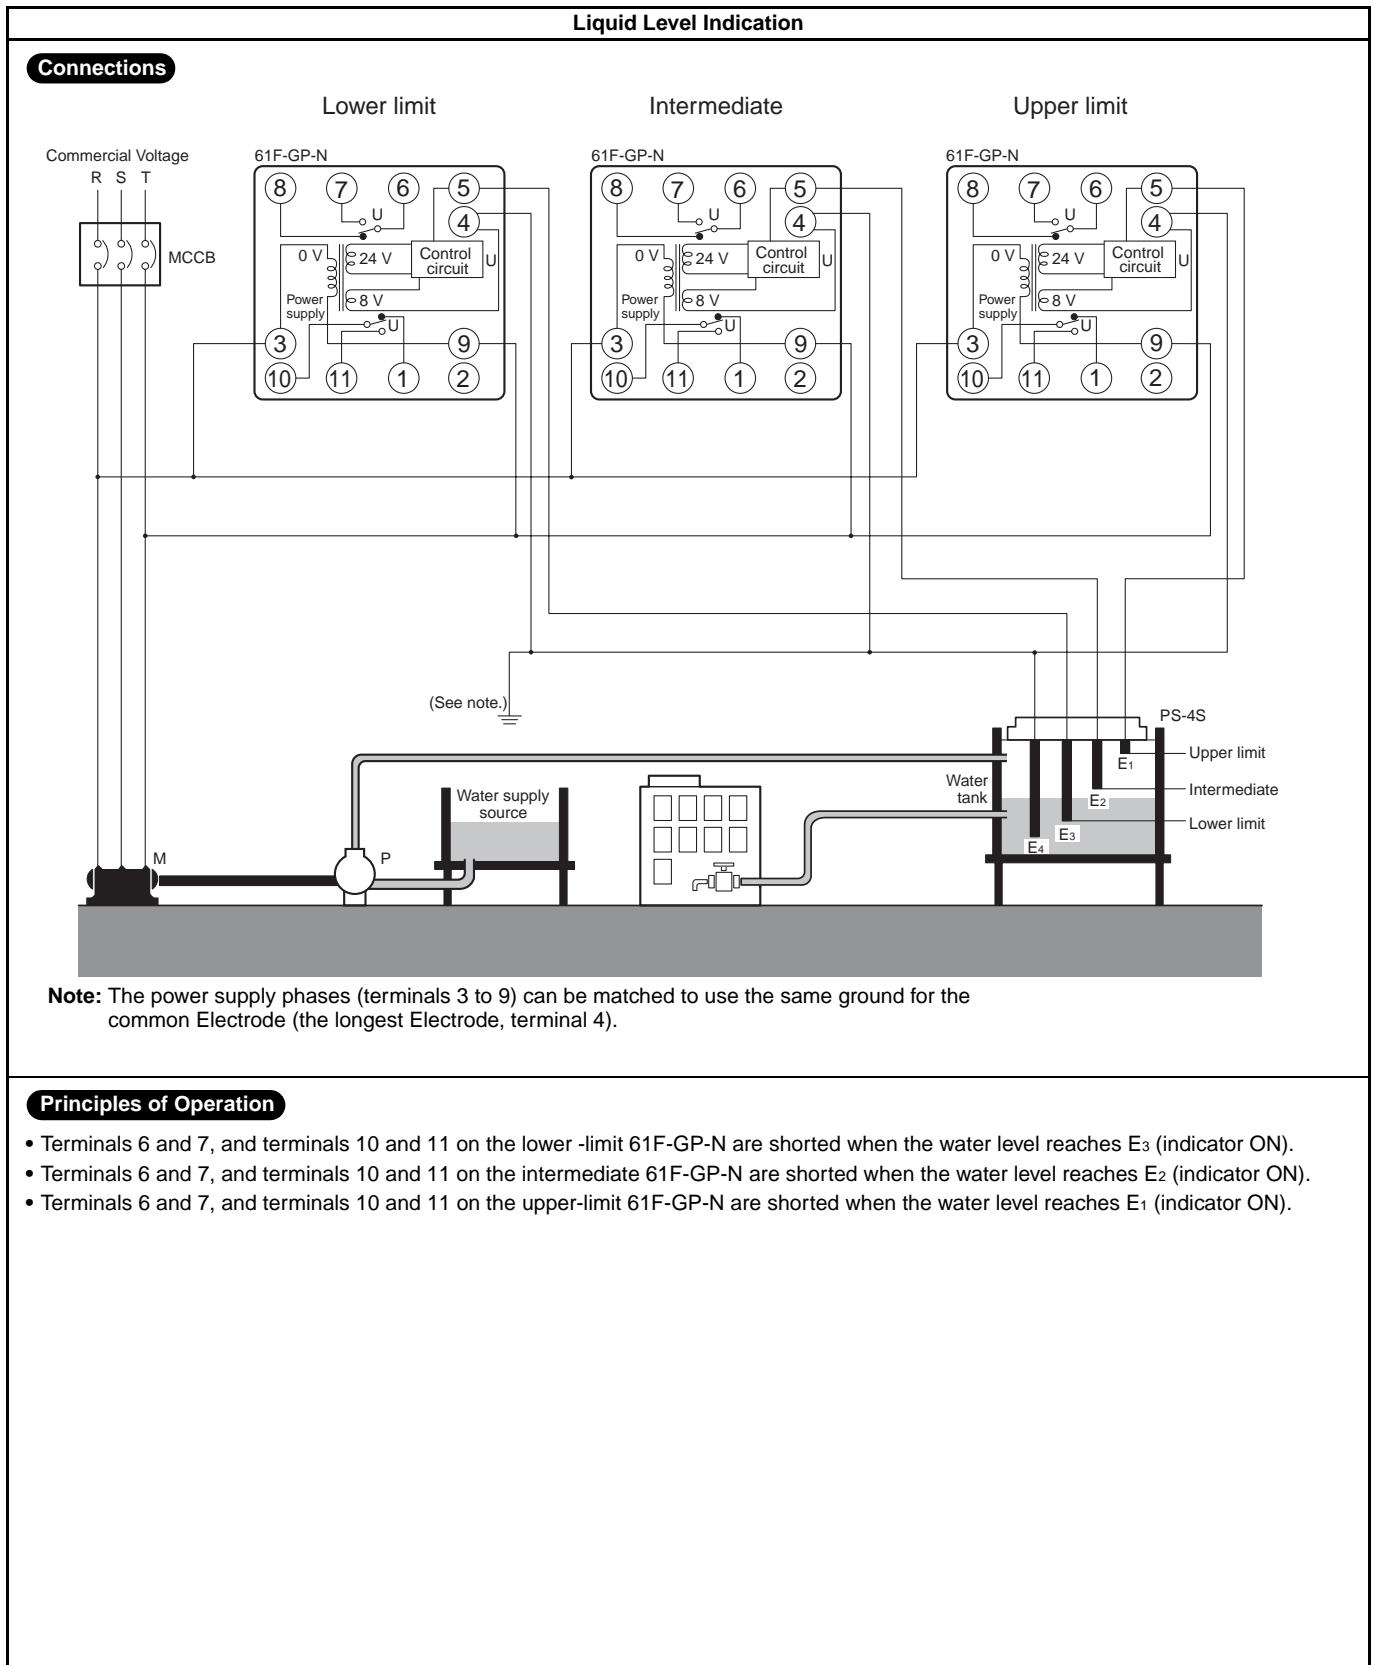 Liquid Level Indication
Connections
Lower limit
Intermediate
Upper limit
Commercial Voltage
R S T
MCCB
61F-GP-N
8 7 6 5
4
U
0 V
24 V
Control
circuit
U
8 V
Power
supply
U
3 9
10 11 1 2
61F-GP-N
8 7 6 5
4
U
0 V
24 V
Control
circuit
U
8 V
Power
supply
U
3 9
10 11 1 2
61F-GP-N
8 7 6 5
4
U
0 V
24 V
Control
circuit
U
8 V
Power
supply
U
3 9
10 11 1 2
(See note.)
PS-4S
Upper limit
Intermediate
Lower limit
E1
E2
E3
E4
Water
tank
Water supply
source
M
P
Note: The power supply phases (terminals 3 to 9) can be matched to use the same ground for the
common Electrode (the longest Electrode, terminal 4).
Principles of Operation
• Terminals 6 and 7, and terminals 10 and 11 on the lower -limit 61F-GP-N are shorted when the water level reaches E3 (indicator ON).
• Terminals 6 and 7, and terminals 10 and 11 on the intermediate 61F-GP-N are shorted when the water level reaches E2 (indicator ON).
• Terminals 6 and 7, and terminals 10 and 11 on the upper-limit 61F-GP-N are shorted when the water level reaches E1 (indicator ON).